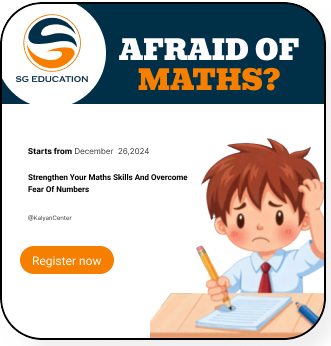 SG EDUCATION
AFRAID OF
MATHS?
Starts from December 26,2024
Strengthen Your Maths Skills And Overcome
Fear Of Numbers
@KalyanCenter
Register now